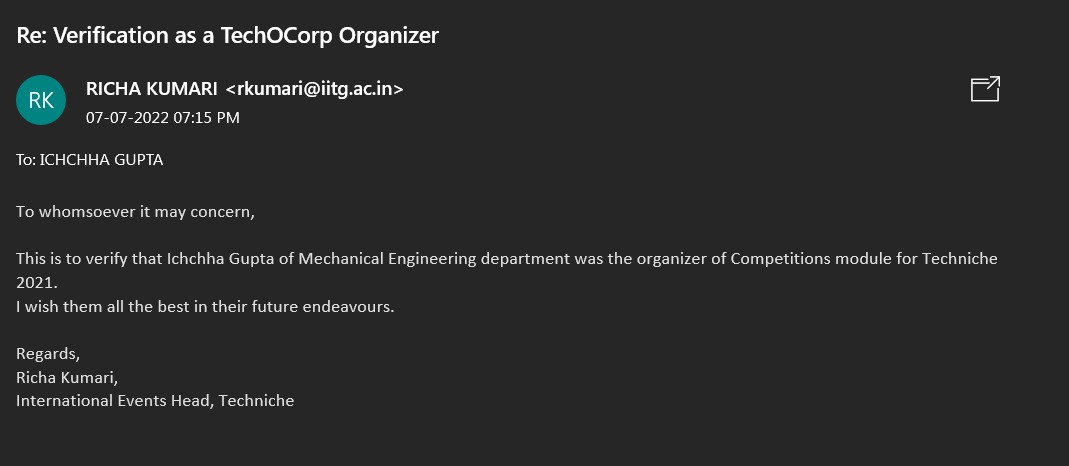 Re: Verification as a TechOCorp Organizer
RK
RICHA KUMARI <rkumari@iitg.ac.in>
07-07-2022 07:15 PM
To: ICHCHHA GUPTA
To whomsoever it may concern,
This is to verify that Ichchha Gupta of Mechanical Engineering department was the organizer of Competitions module for Techniche
2021.
I wish them all the best in their future endeavours.
Regards,
Richa Kumari,
International Events Head, Techniche